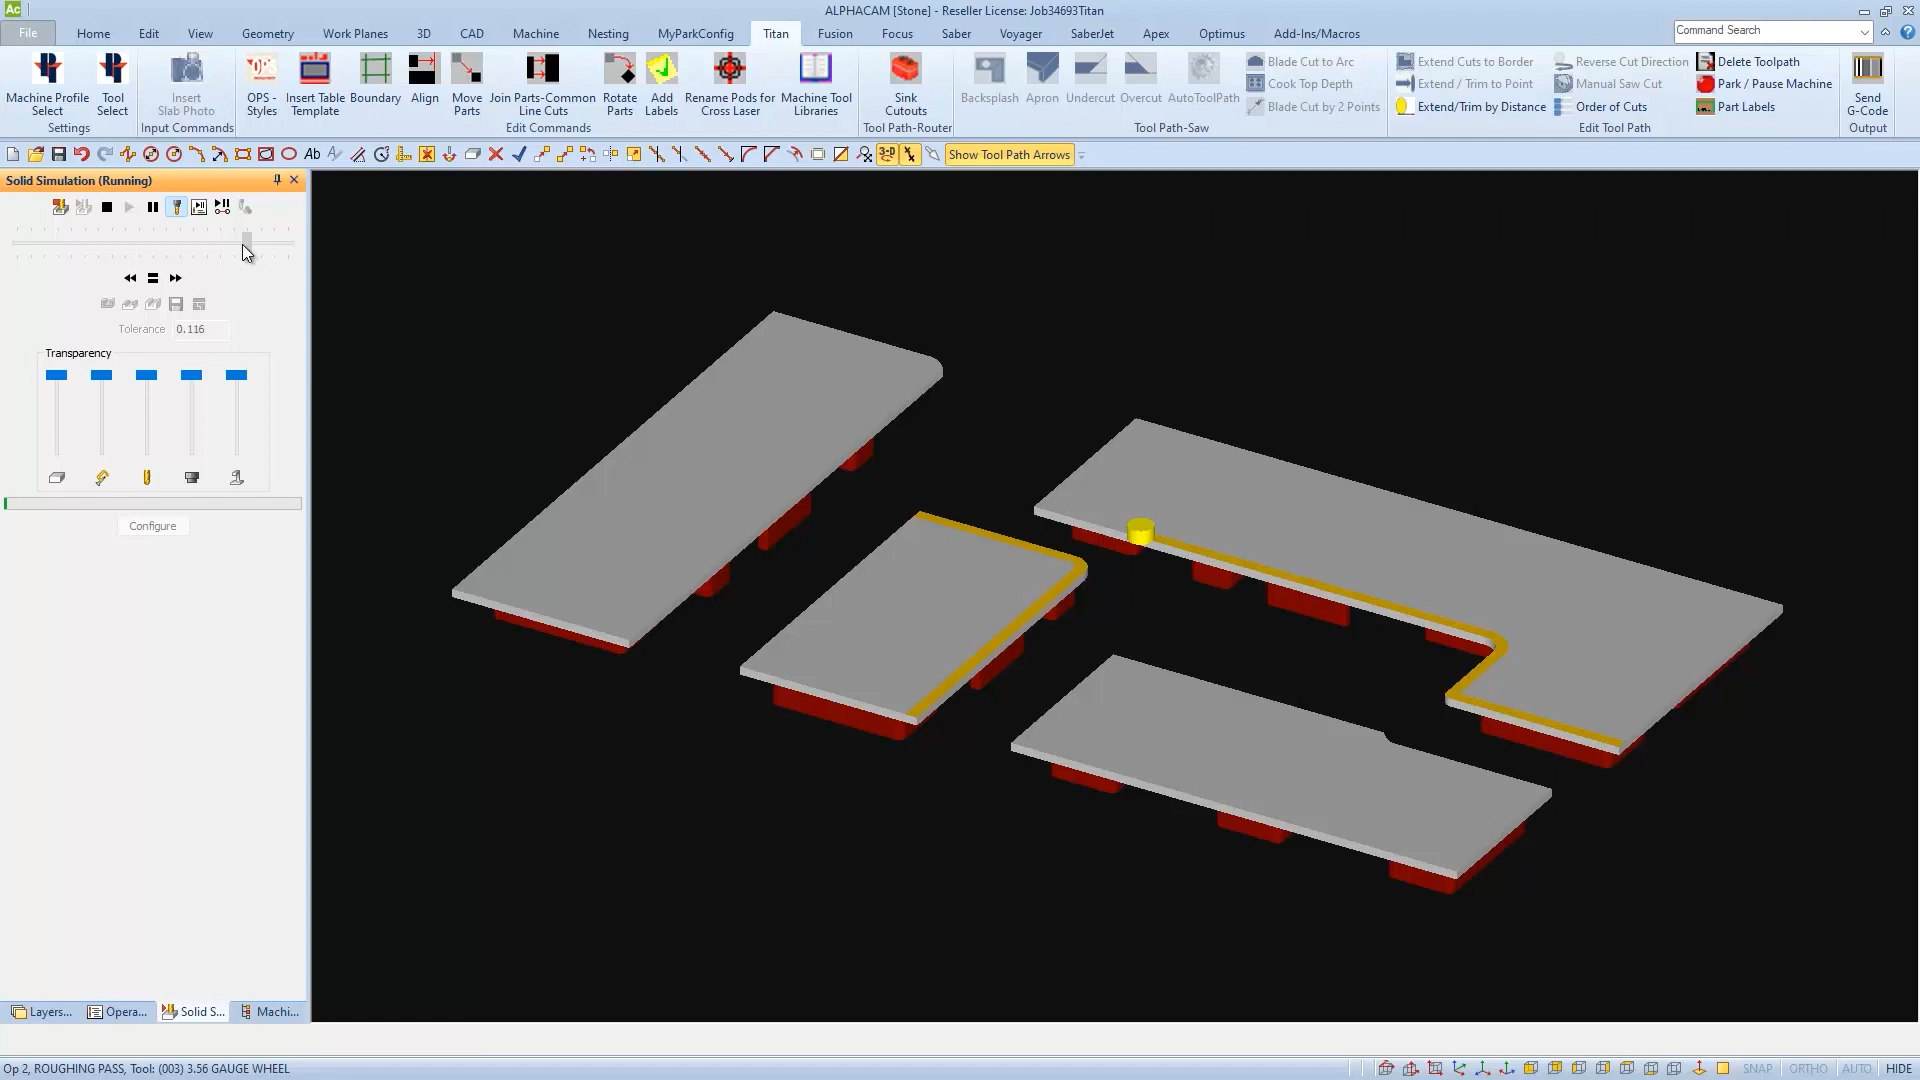 Ac
ALPHACAM [Stone] - Reseller License: Job34693Titan
File Home Edit View Geometry Work Planes 3D CAD Machine Nesting MyParkConfig Titan Fusion Focus Saber Voyager SaberJet Apex Optimus Add-Ins/Macros
Command Search
Machine Profile Select
Tool Select
Settings
Insert Slab Photo
Input Commands
OPS - Styles
Insert Table Template
Boundary
Align
Move Parts
Join Parts-Common Line Cuts
Rotate Parts
Add Labels
Rename Pods for Cross Laser
Machine Tool Libraries
Edit Commands
Sink Cutouts
Tool Path-Router
Backsplash
Apron
Undercut
Overcut
AutoToolPath
Blade Cut to Arc
Cook Top Depth
Blade Cut by 2 Points
Tool Path-Saw
Extend Cuts to Border
Extend / Trim to Point
Extend/Trim by Distance
Reverse Cut Direction
Manual Saw Cut
Order of Cuts
Delete Toolpath
Park / Pause Machine
Part Labels
Edit Tool Path
Send G-Code
Output
Ab
3-D
Show Tool Path Arrows
Solid Simulation (Running)
Tolerance 0.116
Transparency
Configure
Layers... Opera... Solid S... Machi...
Op 2, ROUGHING PASS, Tool: (003) 3.56 GAUGE WHEEL
SNAP ORTHO AUTO HIDE